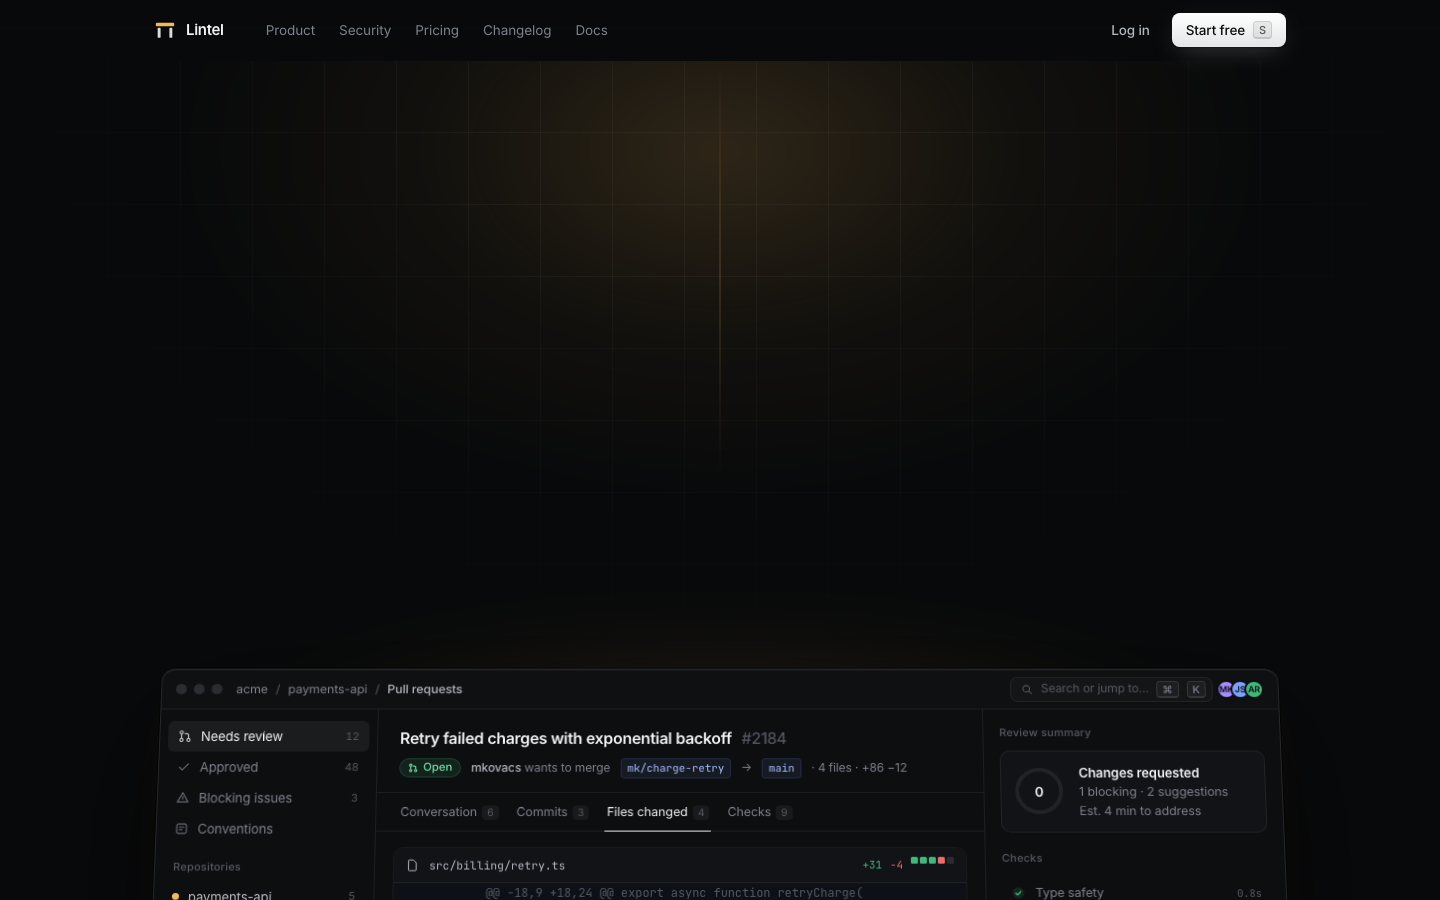 Lintel Product Security Pricing Changelog Docs Log in Start free S
acme / payments-api / Pull requests Search or jump to... ⌘ K MK JS AR
Needs review 12
Approved 48
Blocking issues 3
Conventions
Repositories
payments-api 5
Retry failed charges with exponential backoff #2184
Open mkovacs wants to merge mk/charge-retry → main · 4 files · +86 −12
Conversation 6 Commits 3 Files changed 4 Checks 9
src/billing/retry.ts +31 -4
@@ -18,9 +18,24 @@ export async function retryCharge(
Review summary
0
Changes requested
1 blocking · 2 suggestions
Est. 4 min to address
Checks
Type safety 0.8s